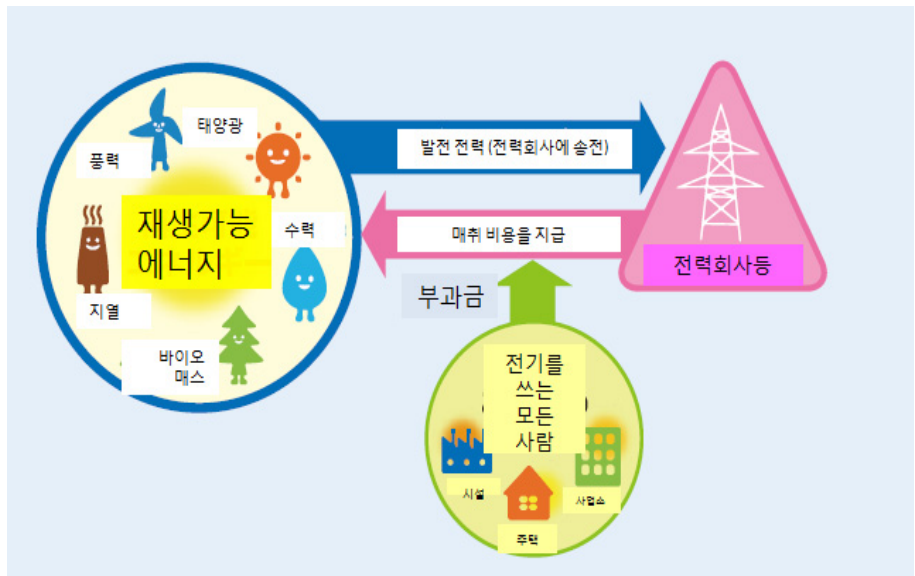 태양광
풍력
발전 전력(전력회사에 송전)
재생가능
에너지
수력
매취 비용을 지급
전력회사등
지열
부과금
바이오
매스
전기를
쓰는
모든
사람
시설
사업소
주택